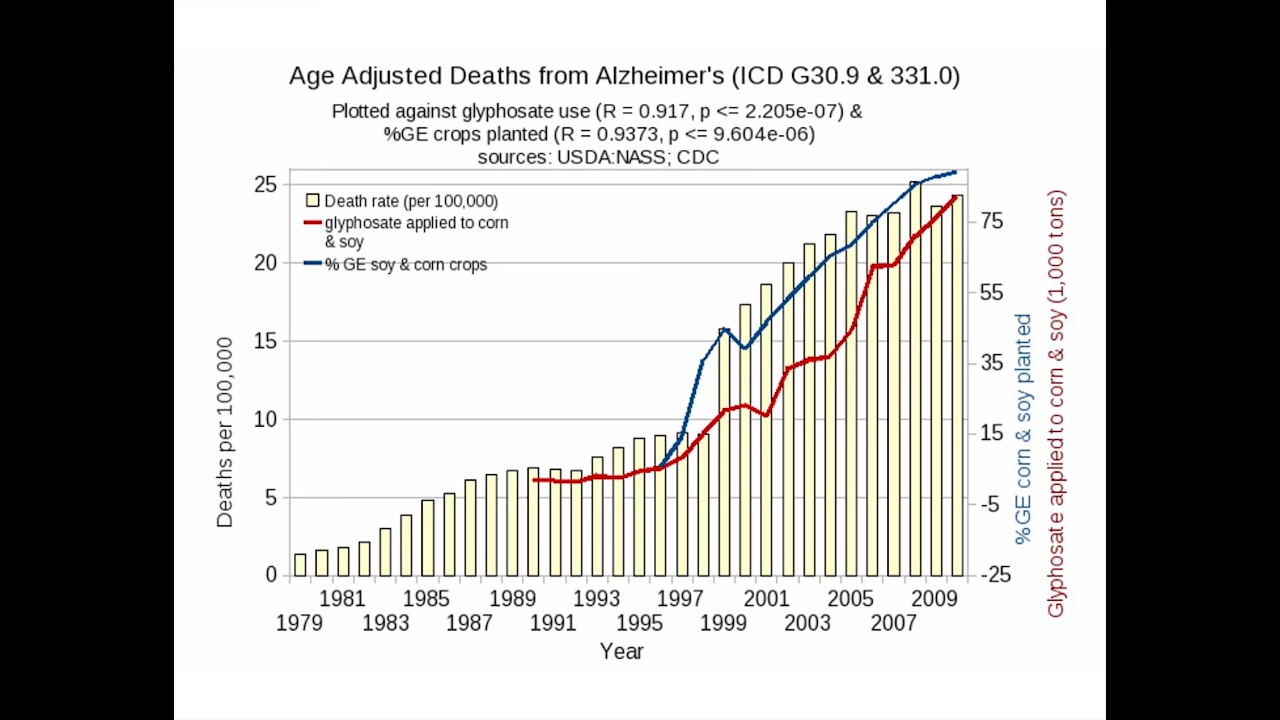 Age Adjusted Deaths from Alzheimer's (ICD G30.9 & 331.0)
Plotted against glyphosate use (R = 0.917, p <= 2.205e-07) &
%GE crops planted (R = 0.9373, p <= 9.604e-06)
sources: USDA:NASS; CDC
Death rate (per 100,000)
glyphosate applied to corn
& soy
% GE soy & corn crops
25
20
15
10
5
0
Deaths per 100,000
75
55
35
15
-5
-25
%GE corn & soy planted
Glyphosate applied to corn & soy (1,000 tons)
1981 1985 1989 1993 1997 2001 2005 2009
1979 1983 1987 1991 1995 1999 2003 2007
Year